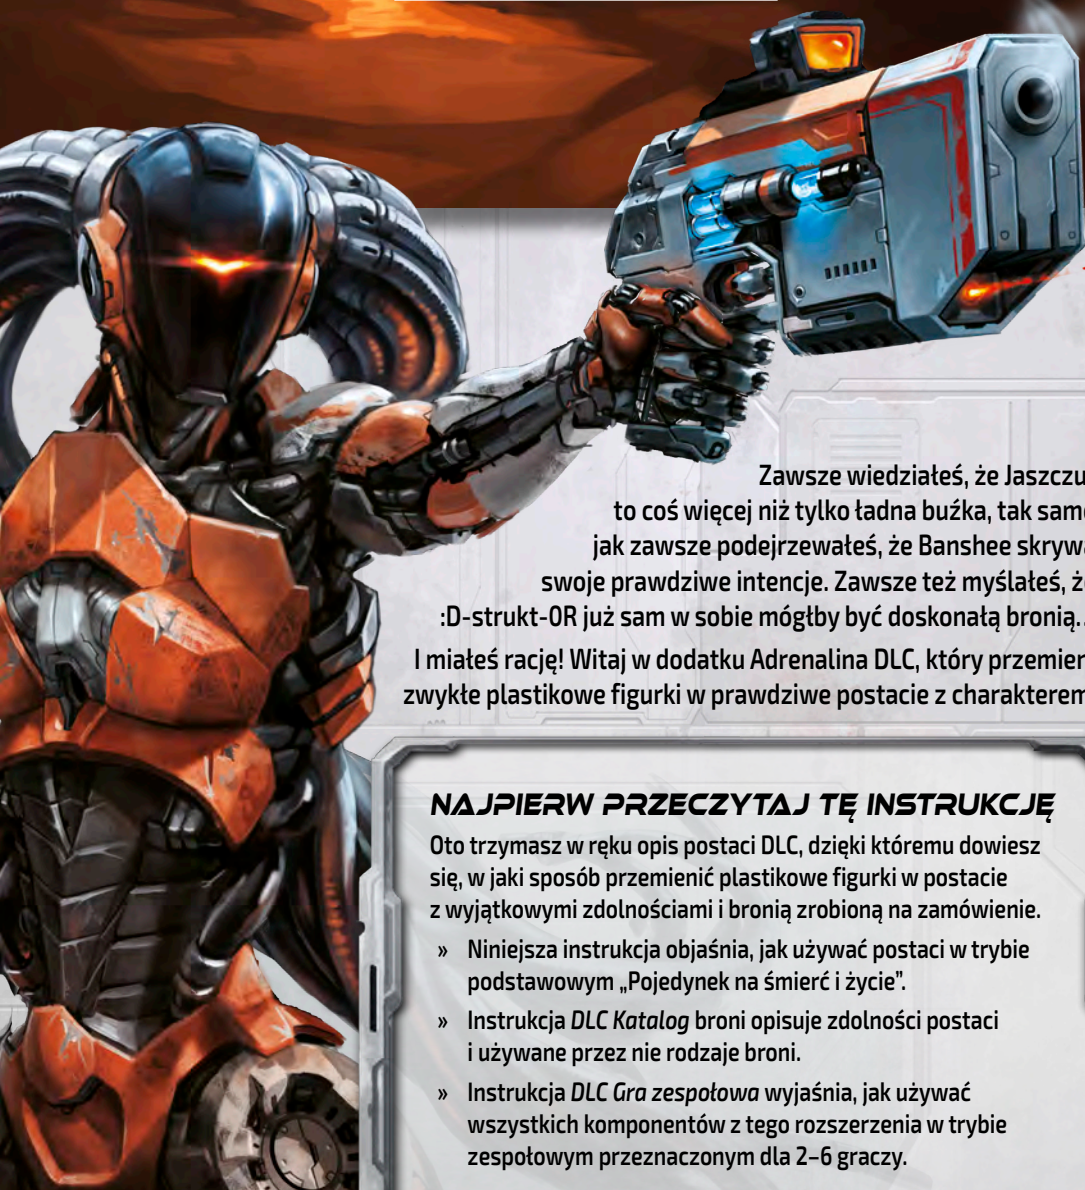 Zawsze wiedziałeś, że Jaszczu
to coś więcej niż tylko ładna buźka, tak samo
jak zawsze podejrzewałeś, że Banshee skrywa
swoje prawdziwe intencje. Zawsze też myślałeś, że
:D-strukt-0R już sam w sobie mógłby być doskonałą bronią...
I miałeś rację! Witaj w dodatku Adrenalina DLC, który przemieni
zwykłe plastikowe figurki w prawdziwe postacie z charakterem
NAJPIERW PRZECZYTAJ TĘ INSTRUKCJĘ
Oto trzymasz w ręku opis postaci DLC, dzięki któremu dowiesz
się, w jaki sposób przemienić plastikowe figurki w postacie
z wyjątkowymi zdolnościami i bronią zrobioną na zamówienie.
» Niniejsza instrukcja objaśnia, jak używać postaci w trybie
podstawowym „Pojedynek na śmierć i życie”.
» Instrukcja DLC Katalog broni opisuje zdolności postaci
i używane przez nie rodzaje broni.
» Instrukcja DLC Gra zespołowa wyjaśnia, jak używać
wszystkich komponentów z tego rozszerzenia w trybie
zespołowym przeznaczonym dla 2–6 graczy.